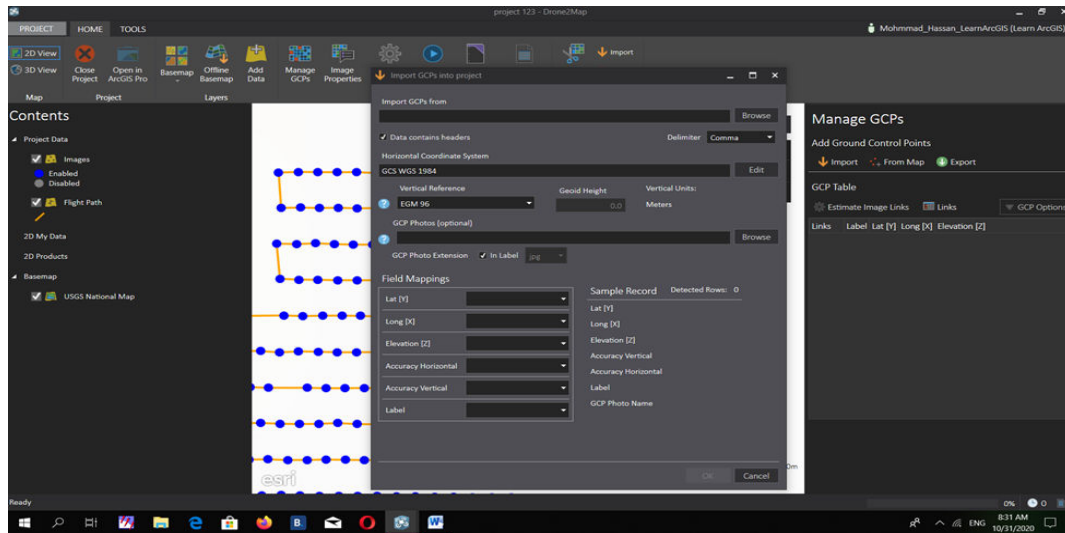 project 123 - Drone2Map
PROJECT HOME TOOLS
Mohmmad_Hassan_LearnArcGIS (Learn ArcGIS)
2D View
3D View
Close Project
Open in ArcGIS Pro
Basemap
Offline Basemap
Add Data
Manage GCPs
Image Properties
Import
Map Project Layers
Contents
Project Data
Images
Enabled
Disabled
Flight Path
2D My Data
2D Products
Basemap
USGS National Map
esri
Import GCPs into project
Import GCPs from
Browse
Data contains headers Delimiter Comma
Horizontal Coordinate System
GCS WGS 1984 Edit
Vertical Reference Geoid Height Vertical Units:
EGM 96 0.0 Meters
GCP Photos (optional)
Browse
GCP Photo Extension In Label jpg
Field Mappings
Lat [Y]
Long [X]
Elevation [Z]
Accuracy Horizontal
Accuracy Vertical
Label
Sample Record Detected Rows: 0
Lat [Y]
Long [X]
Elevation [Z]
Accuracy Vertical
Accuracy Horizontal
Label
GCP Photo Name
OK Cancel
Manage GCPs
Add Ground Control Points
Import From Map Export
GCP Table
Estimate Image Links Links GCP Options
Links Label Lat [Y] Long [X] Elevation [Z]
0m
Ready
0% 0
ENG
8:31 AM
10/31/2020